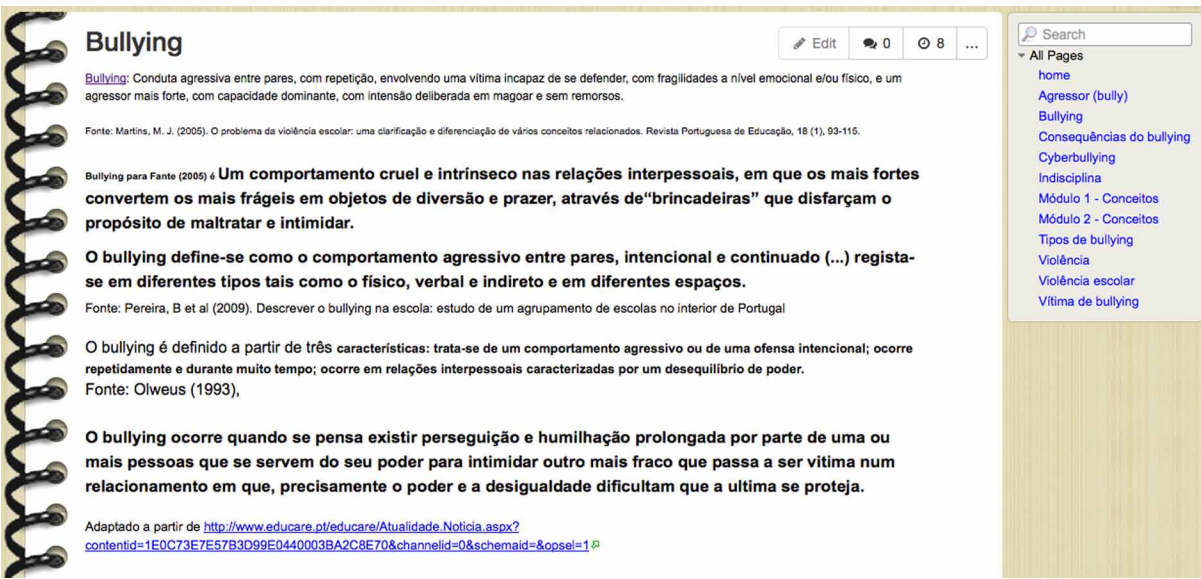 Bullying
Edit
0
8
...
Bullying: Conduta agressiva entre pares, com repetição, envolvendo uma vítima incapaz de se defender, com fragilidades a nível emocional e/ou físico, e um
agressor mais forte, com capacidade dominante, com intensão deliberada em magoar e sem remorsos.
Fonte: Martins, M. J. (2005). O problema da violência escolar: uma clarificação e diferenciação de vários conceitos relacionados. Revista Portuguesa de Educação, 18 (1), 93-115.
Bullying para Fante (2005) é Um comportamento cruel e intrínseco nas relações interpessoais, em que os mais fortes
convertem os mais frágeis em objetos de diversão e prazer, através de“brincadeiras” que disfarçam o
propósito de maltratar e intimidar.
O bullying define-se como o comportamento agressivo entre pares, intencional e continuado (...) regista-
se em diferentes tipos tais como o físico, verbal e indireto e em diferentes espaços.
Fonte: Pereira, B et al (2009). Descrever o bullying na escola: estudo de um agrupamento de escolas no interior de Portugal
O bullying é definido a partir de três características: trata-se de um comportamento agressivo ou de uma ofensa intencional; ocorre
repetidamente e durante muito tempo; ocorre em relações interpessoais caracterizadas por um desequilíbrio de poder.
Fonte: Olweus (1993),
O bullying ocorre quando se pensa existir perseguição e humilhação prolongada por parte de uma ou
mais pessoas que se servem do seu poder para intimidar outro mais fraco que passa a ser vitima num
relacionamento em que, precisamente o poder e a desigualdade dificultam que a ultima se proteja.
Adaptado a partir de http://www.educare.pt/educare/Atualidade.Noticia.aspx?
contentid=1E0C73E7E57B3D99E0440003BA2C8E70&channelid=0&schemaid=&opsel=1
Search
All Pages
home
Agressor (bully)
Bullying
Consequências do bullying
Cyberbullying
Indisciplina
Módulo 1 - Conceitos
Módulo 2 - Conceitos
Tipos de bullying
Violência
Violência escolar
Vítima de bullying